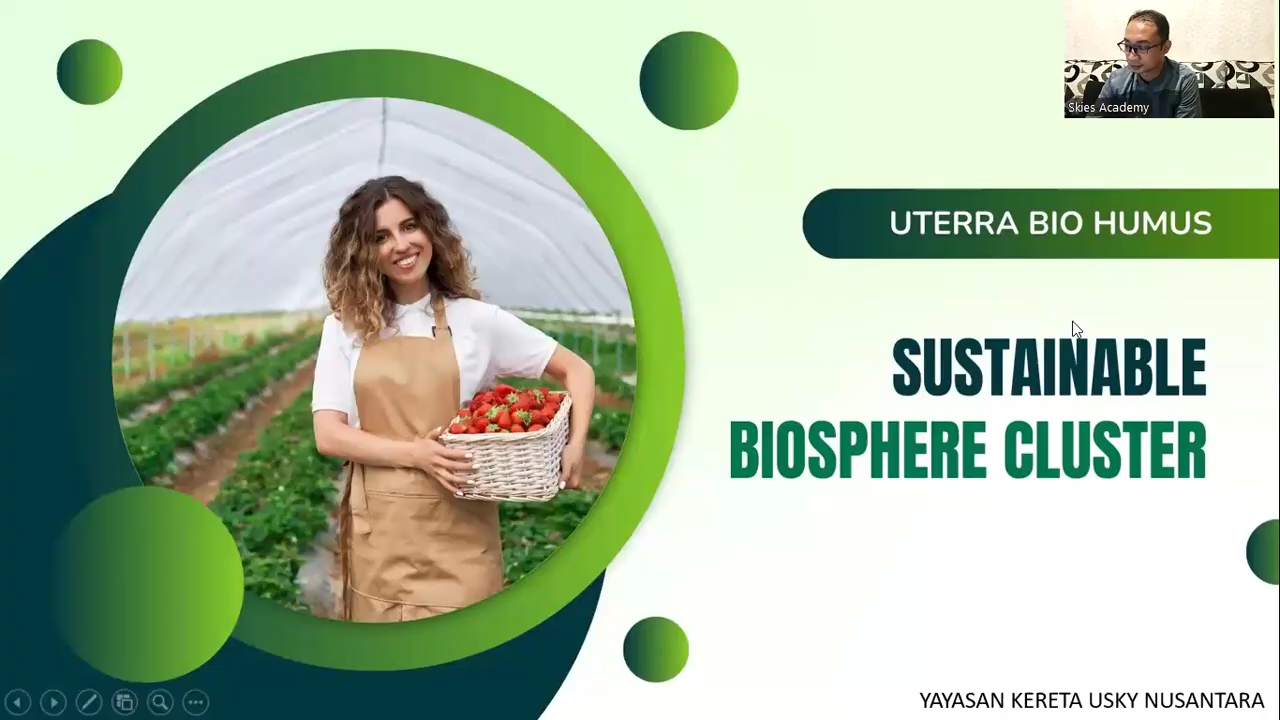 Skies Academy
UTERRA BIO HUMUS
SUSTAINABLE
BIOSPHERE CLUSTER
YAYASAN KERETA USKY NUSANTARA